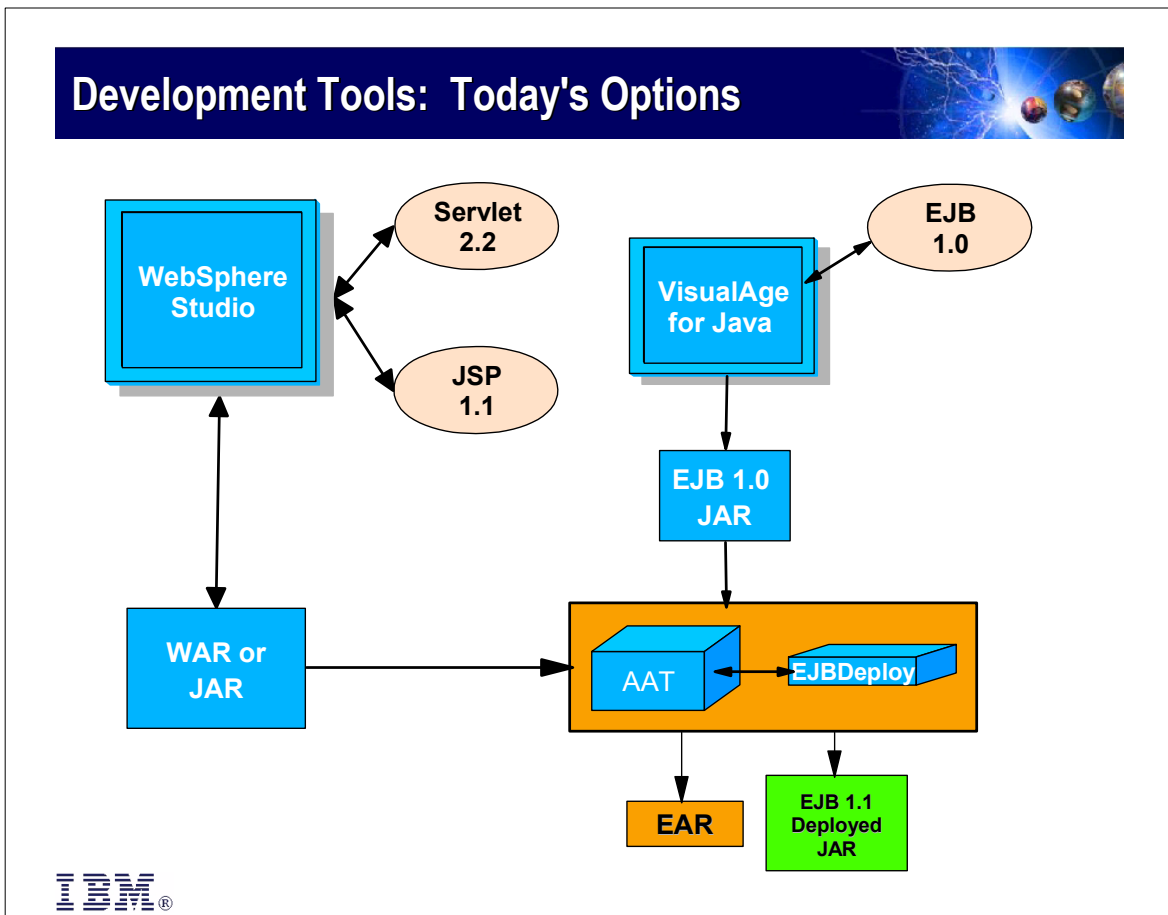 Development Tools:  Today's Options
WebSphere
Studio
Servlet
2.2
JSP
1.1
VisualAge
for Java
EJB
1.0
EJB 1.0
JAR
WAR or
JAR
AAT
EJBDeploy
EAR
EJB 1.1
Deployed
JAR
IBM®